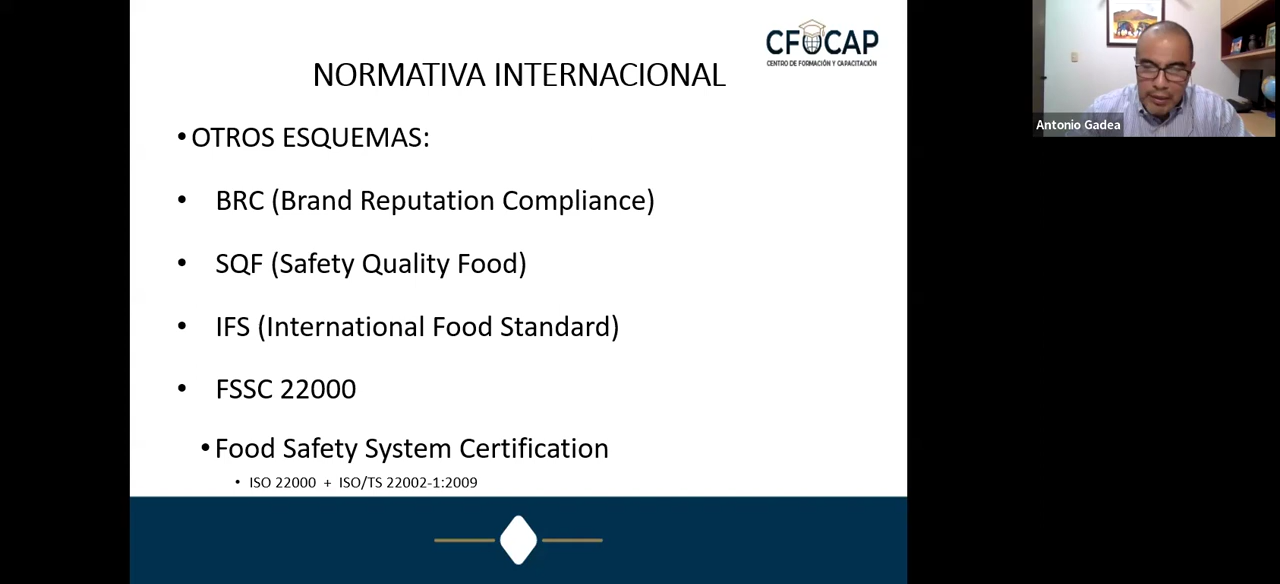 CFOCAP
CENTRO DE FORMACIÓN Y CAPACITACIÓN
NORMATIVA INTERNACIONAL
• OTROS ESQUEMAS:
• BRC (Brand Reputation Compliance)
• SQF (Safety Quality Food)
• IFS (International Food Standard)
• FSSC 22000
• Food Safety System Certification
• ISO 22000 + ISO/TS 22002-1:2009
Antonio Gadea